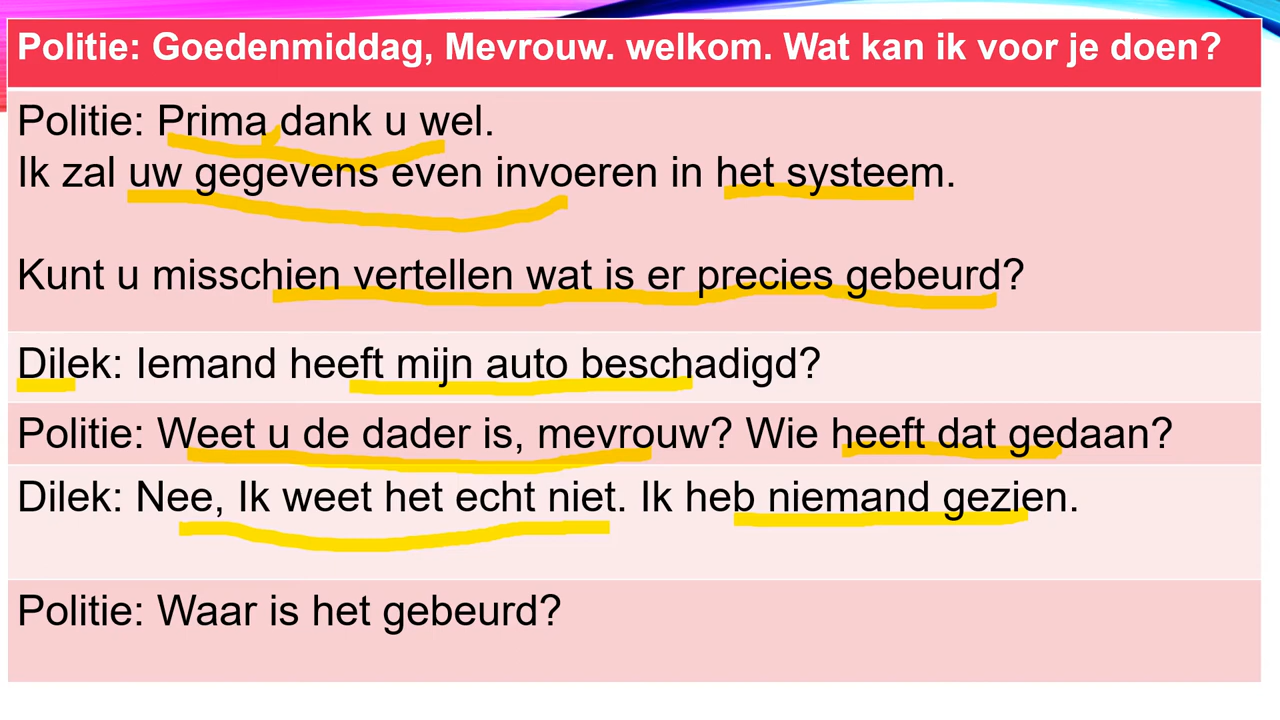 Politie: Goedenmiddag, Mevrouw. welkom. Wat kan ik voor je doen?
Politie: Prima dank u wel.
Ik zal uw gegevens even invoeren in het systeem.
Kunt u misschien vertellen wat is er precies gebeurd?
Dilek: Iemand heeft mijn auto beschadigd?
Politie: Weet u de dader is, mevrouw? Wie heeft dat gedaan?
Dilek: Nee, Ik weet het echt niet. Ik heb niemand gezien.
Politie: Waar is het gebeurd?